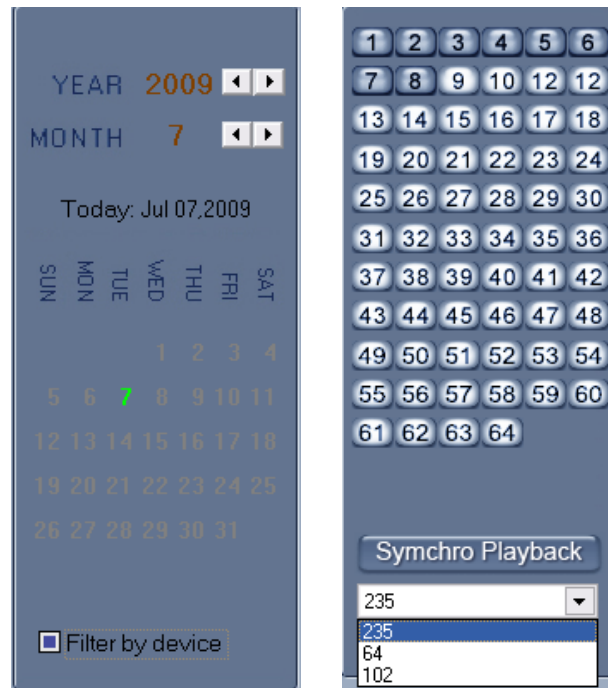 YEAR 2009
MONTH 7
Today: Jul 07,2009
SUN MON TUE WED THU FRI SAT
1 2 3 4
5 6 7 8 9 10 11
12 13 14 15 16 17 18
19 20 21 22 23 24 25
26 27 28 29 30 31
Filter by device
1 2 3 4 5 6
7 8 9 10 12 12
13 14 15 16 17 18
19 20 21 22 23 24
25 26 27 28 29 30
31 32 33 34 35 36
37 38 39 40 41 42
43 44 45 46 47 48
49 50 51 52 53 54
55 56 57 58 59 60
61 62 63 64
Symchro Playback
235
235
64
102